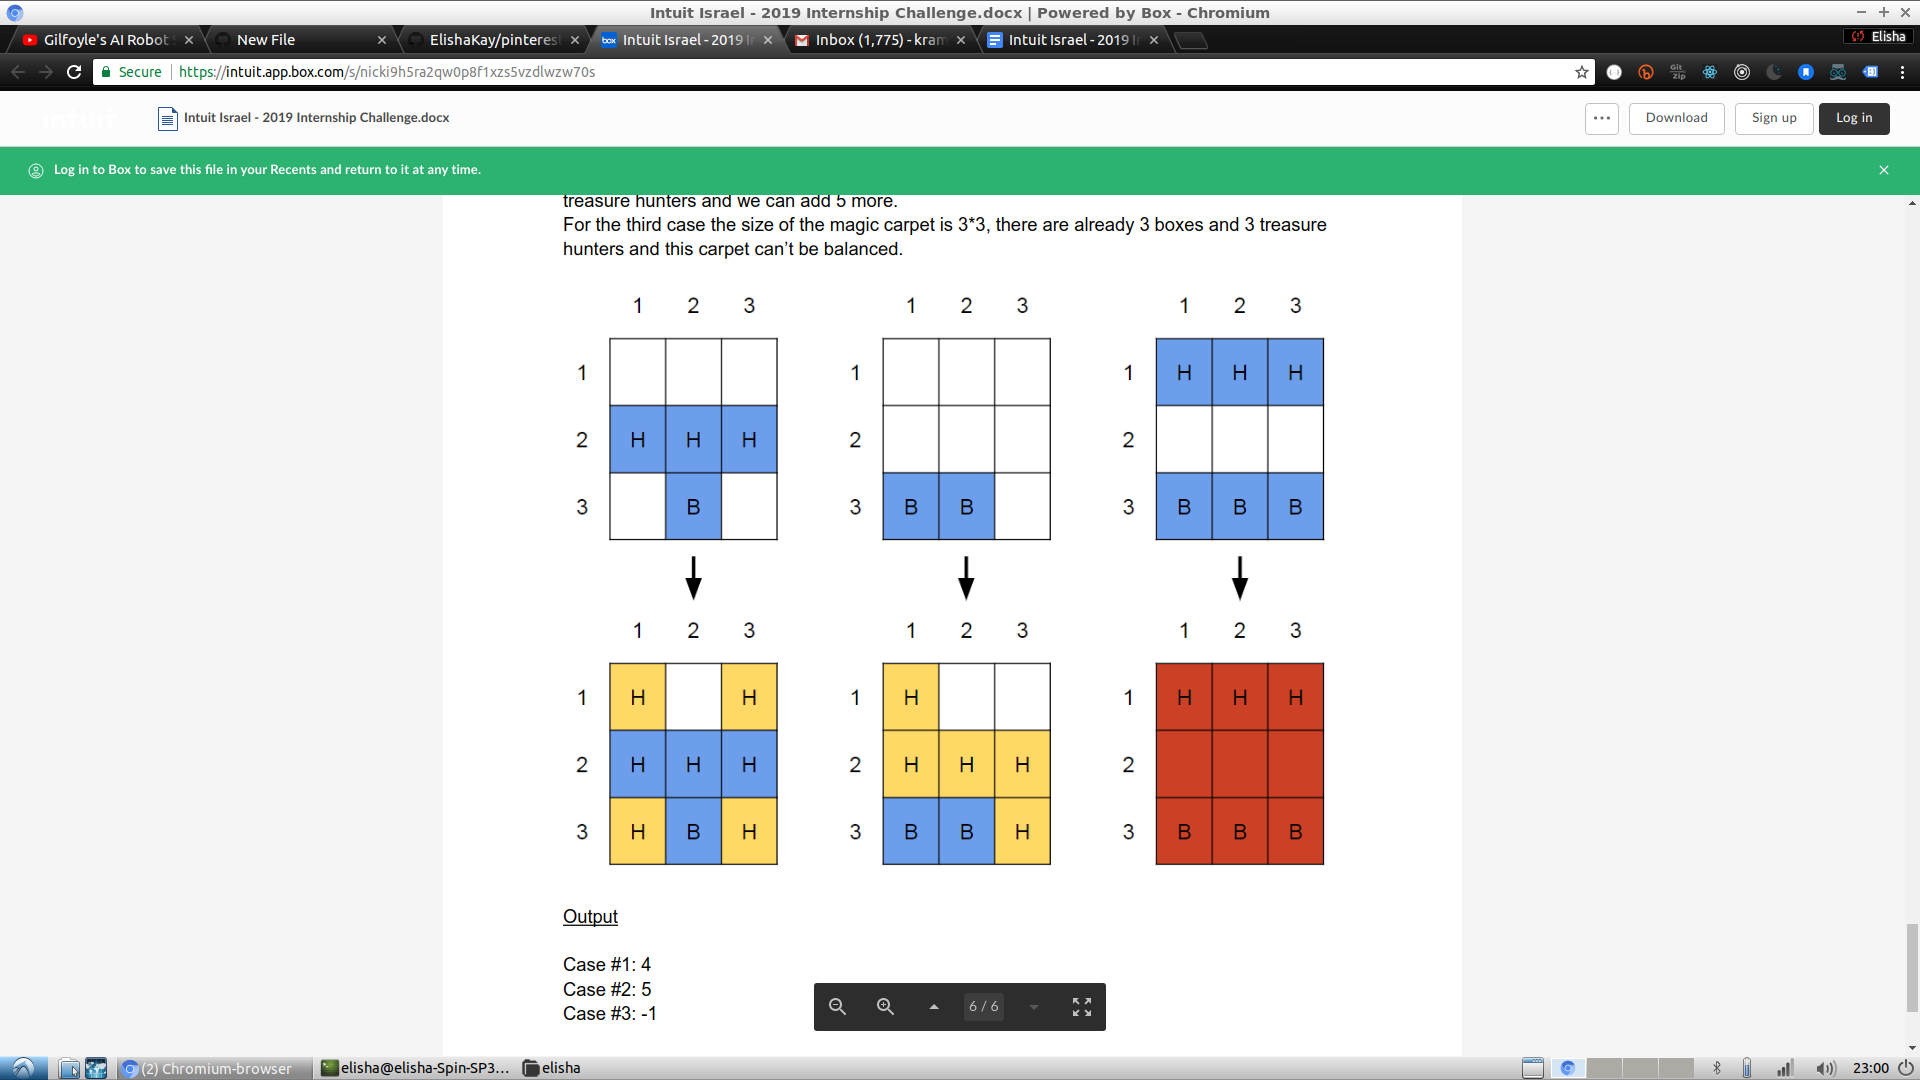 Intuit Israel - 2019 Internship Challenge.docx | Powered by Box - Chromium
Gilfoyle's AI Robot
New File
ElishaKay/pinteres
box Intuit Israel - 2019 I
Inbox (1,775) - kram
Intuit Israel - 2019 I
Elisha
Secure
https://intuit.app.box.com/s/nicki9h5ra2qw0p8f1xzs5vzdlwzw70s
Git Zip
Intuit Israel - 2019 Internship Challenge.docx
Download
Sign up
Log in
Log in to Box to save this file in your Recents and return to it at any time.
treasure hunters and we can add 5 more.
For the third case the size of the magic carpet is 3*3, there are already 3 boxes and 3 treasure
hunters and this carpet can’t be balanced.
1 2 3 1 2 3 1 2 3
1 1 1 H H H
2 H H H 2 2
3 B 3 B B 3 B B B
1 2 3 1 2 3 1 2 3
1 H H 1 H 1 H H H
2 H H H 2 H H H 2
3 H B H 3 B B H 3 B B B
Output
Case #1: 4
Case #2: 5
Case #3: -1
6 / 6
(2) Chromium-browser
elisha@elisha-Spin-SP3...
elisha
23:00